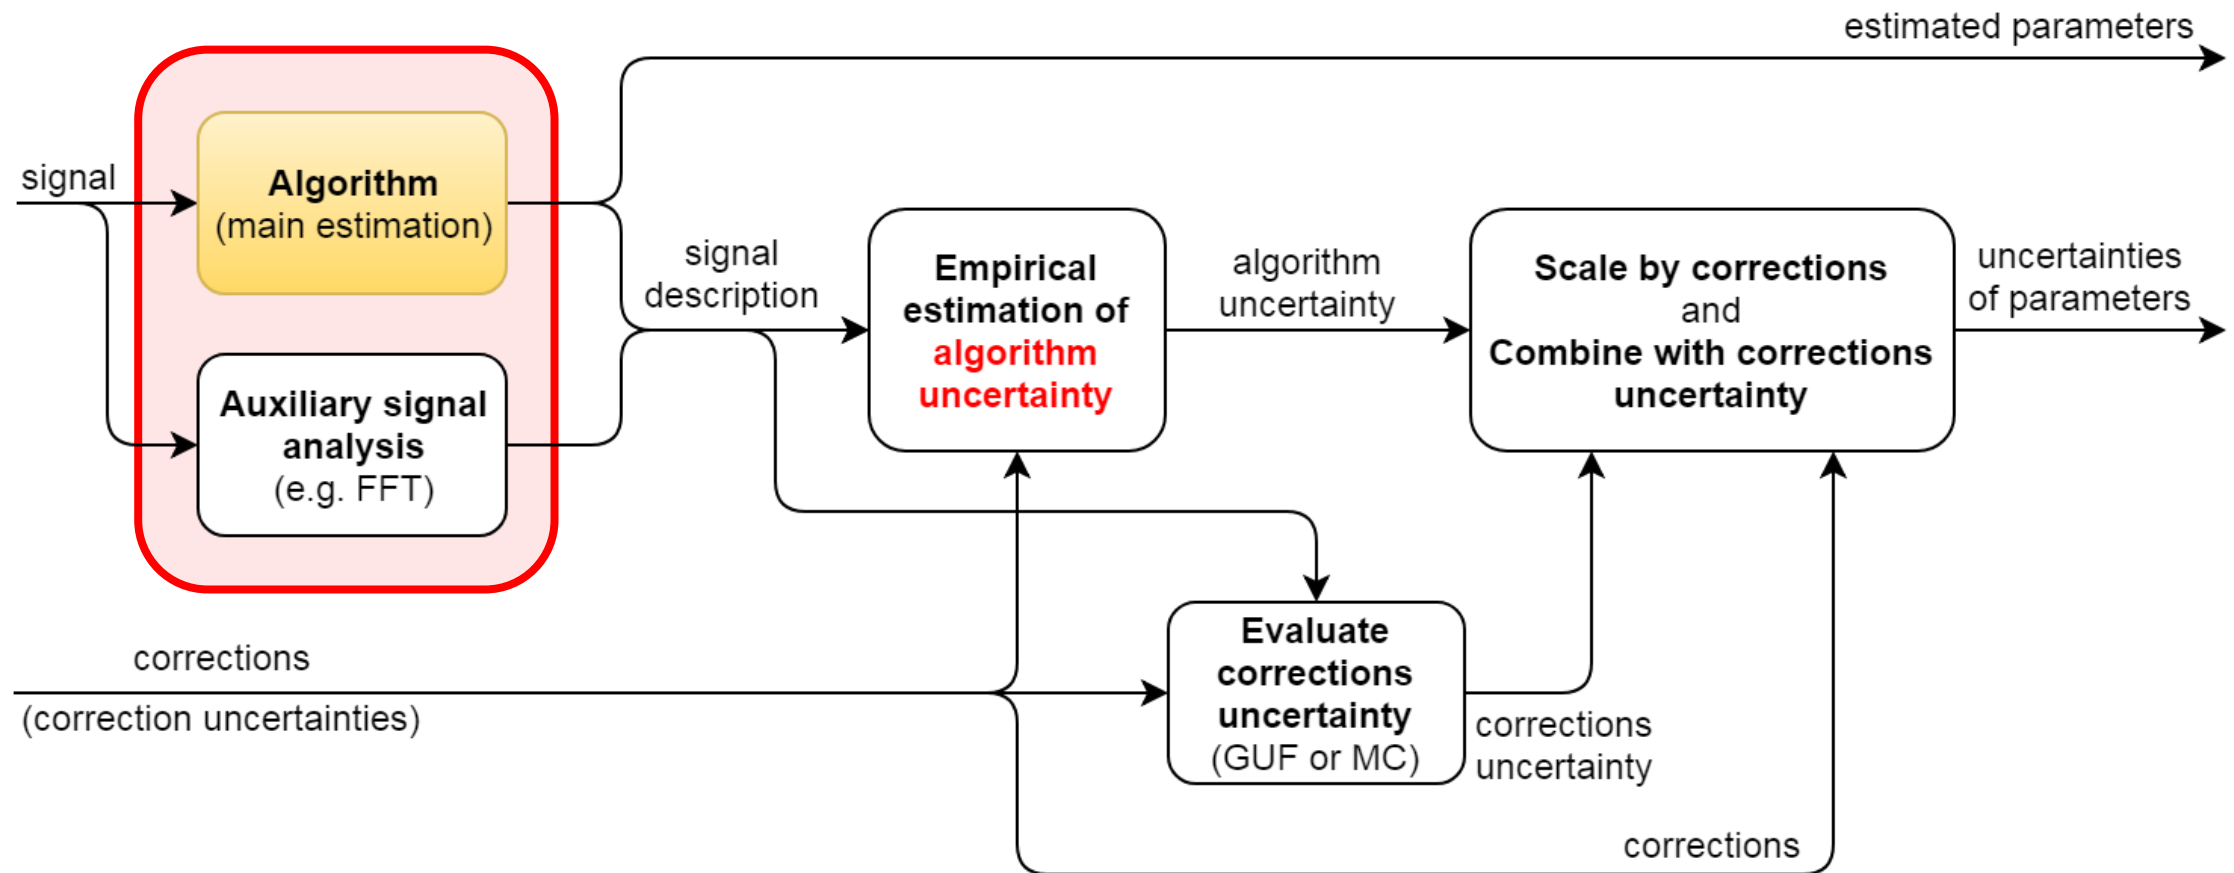 estimated parameters
signal
Algorithm
(main estimation)
Auxiliary signal
analysis
(e.g. FFT)
signal
description
Empirical
estimation of
algorithm
uncertainty
algorithm
uncertainty
Scale by corrections
and
Combine with corrections
uncertainty
uncertainties
of parameters
corrections
(correction uncertainties)
Evaluate
corrections
uncertainty
(GUF or MC)
corrections
uncertainty
corrections